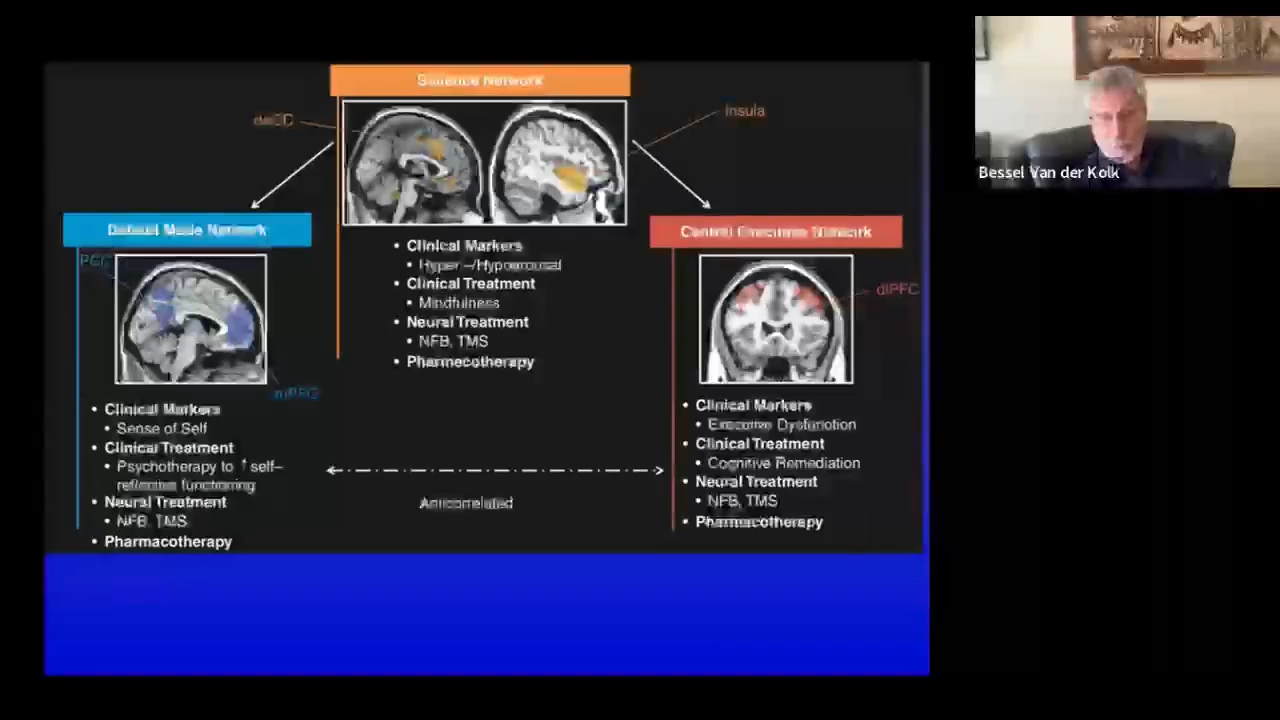 Salience Network
daCC
Insula
Default Mode Network
Central Executive Network
PCC
• Clinical Markers
• Hyper-/Hypoarousal
• Clinical Treatment
• Mindfulness
• Neural Treatment
• NFB, TMS
• Pharmecotherapy
dlPFC
mPFC
• Clinical Markers
• Sense of Self
• Clinical Treatment
• Psychotherapy to ↑ self-
reflective functioning
• Neural Treatment
• NFB, TMS
• Pharmacotherapy
• Clinical Markers
• Executive Dysfunction
• Clinical Treatment
• Cognitive Remediation
• Neural Treatment
• NFB, TMS
• Pharmacotherapy
Anticorrelated
Bessel Van der Kolk